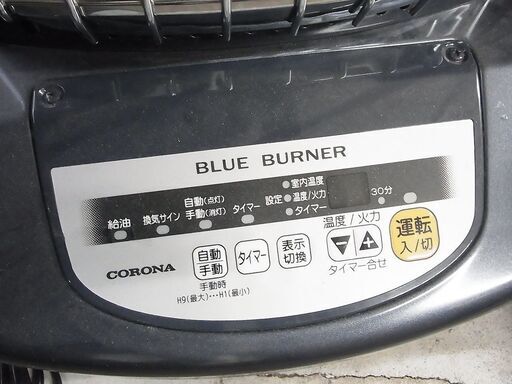 BLUE BURNER
給油
換気サイン
自動(点灯)
手動(消灯)
タイマー
設定
室内温度
温度/火力
タイマー
30分
温度/火力
CORONA
自動
手動
タイマー
表示
切換
タイマー合せ
運転
入/切
手動時
H9(最大)…H1(最小)